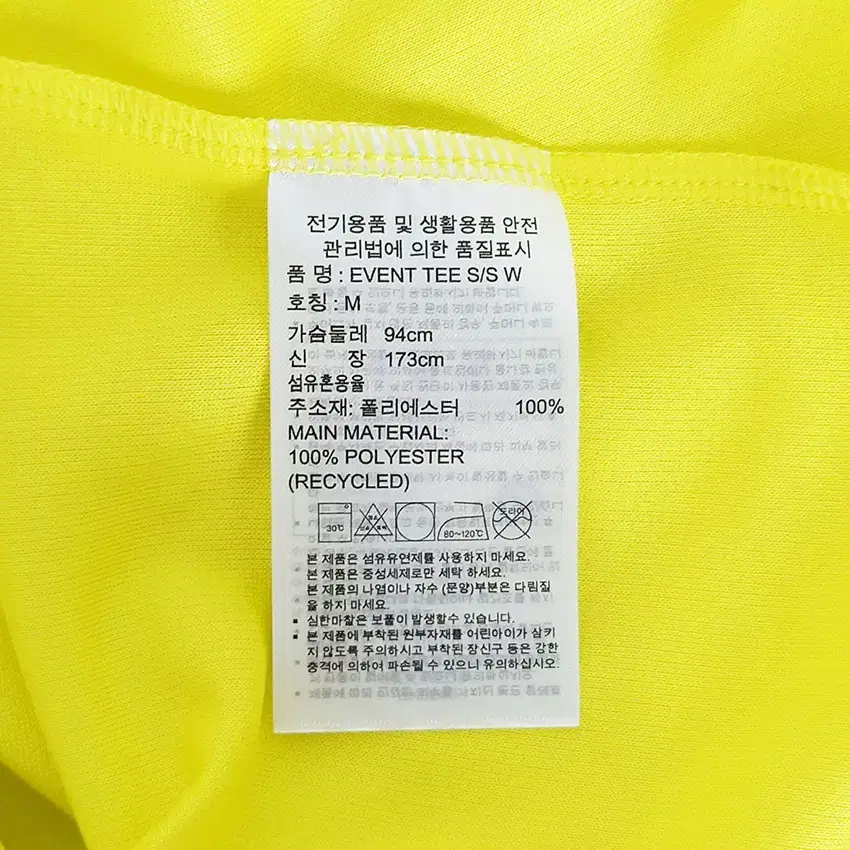 전기용품 및 생활용품 안전
관리법에 의한 품질표시
품 명 : EVENT TEE S/S W
호칭 : M
가슴둘레 94cm
신 장 173cm
섬유혼용율
주소재: 폴리에스터 100%
MAIN MATERIAL:
100% POLYESTER
(RECYCLED)
30℃ 80~120℃ 드라이
본 제품은 섬유유연제를 사용하지 마세요.
본 제품은 중성세제로만 세탁 하세요.
본 제품의 나염이나 자수 (문양)부분은 다림질
을 하지 마세요.
심한마찰은 보풀이 발생할수 있습니다.
본 제품에 부착된 원부자재를 어린아이가 삼키
지 않도록 주의하시고 부착된 장신구 등은 강한
충격에 의하여 파손될 수 있으니 유의하십시오.